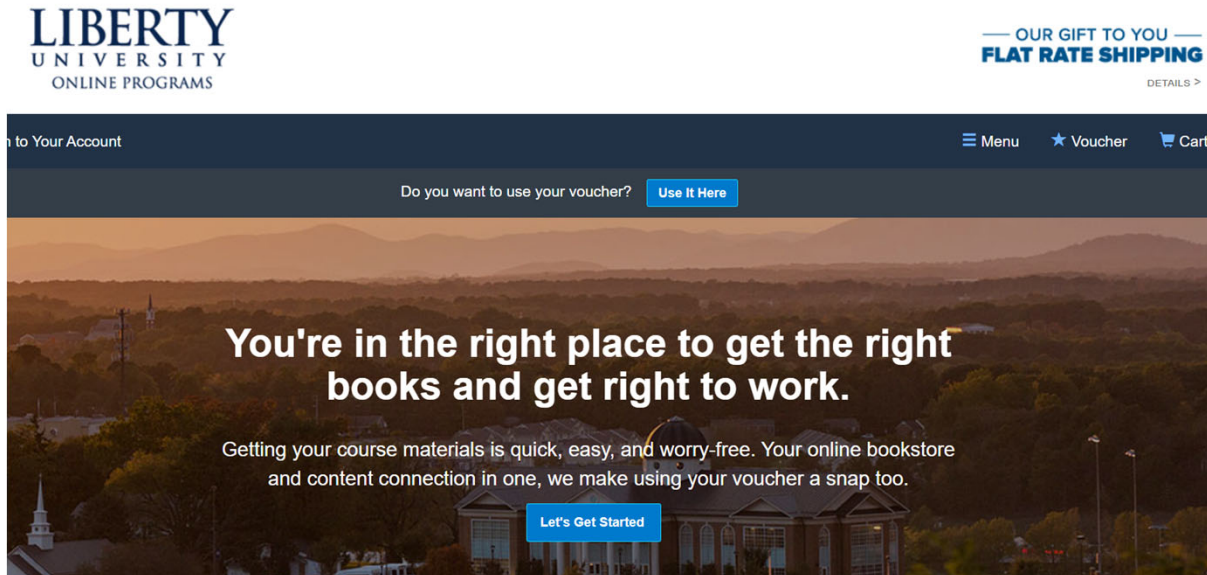 LIBERTY
UNIVERSITY
ONLINE PROGRAMS
OUR GIFT TO YOU
FLAT RATE SHIPPING
DETAILS >
to Your Account
Menu
Voucher
Cart
Do you want to use your voucher?
Use It Here
You're in the right place to get the right
books and get right to work.
Getting your course materials is quick, easy, and worry-free. Your online bookstore
and content connection in one, we make using your voucher a snap too.
Let's Get Started